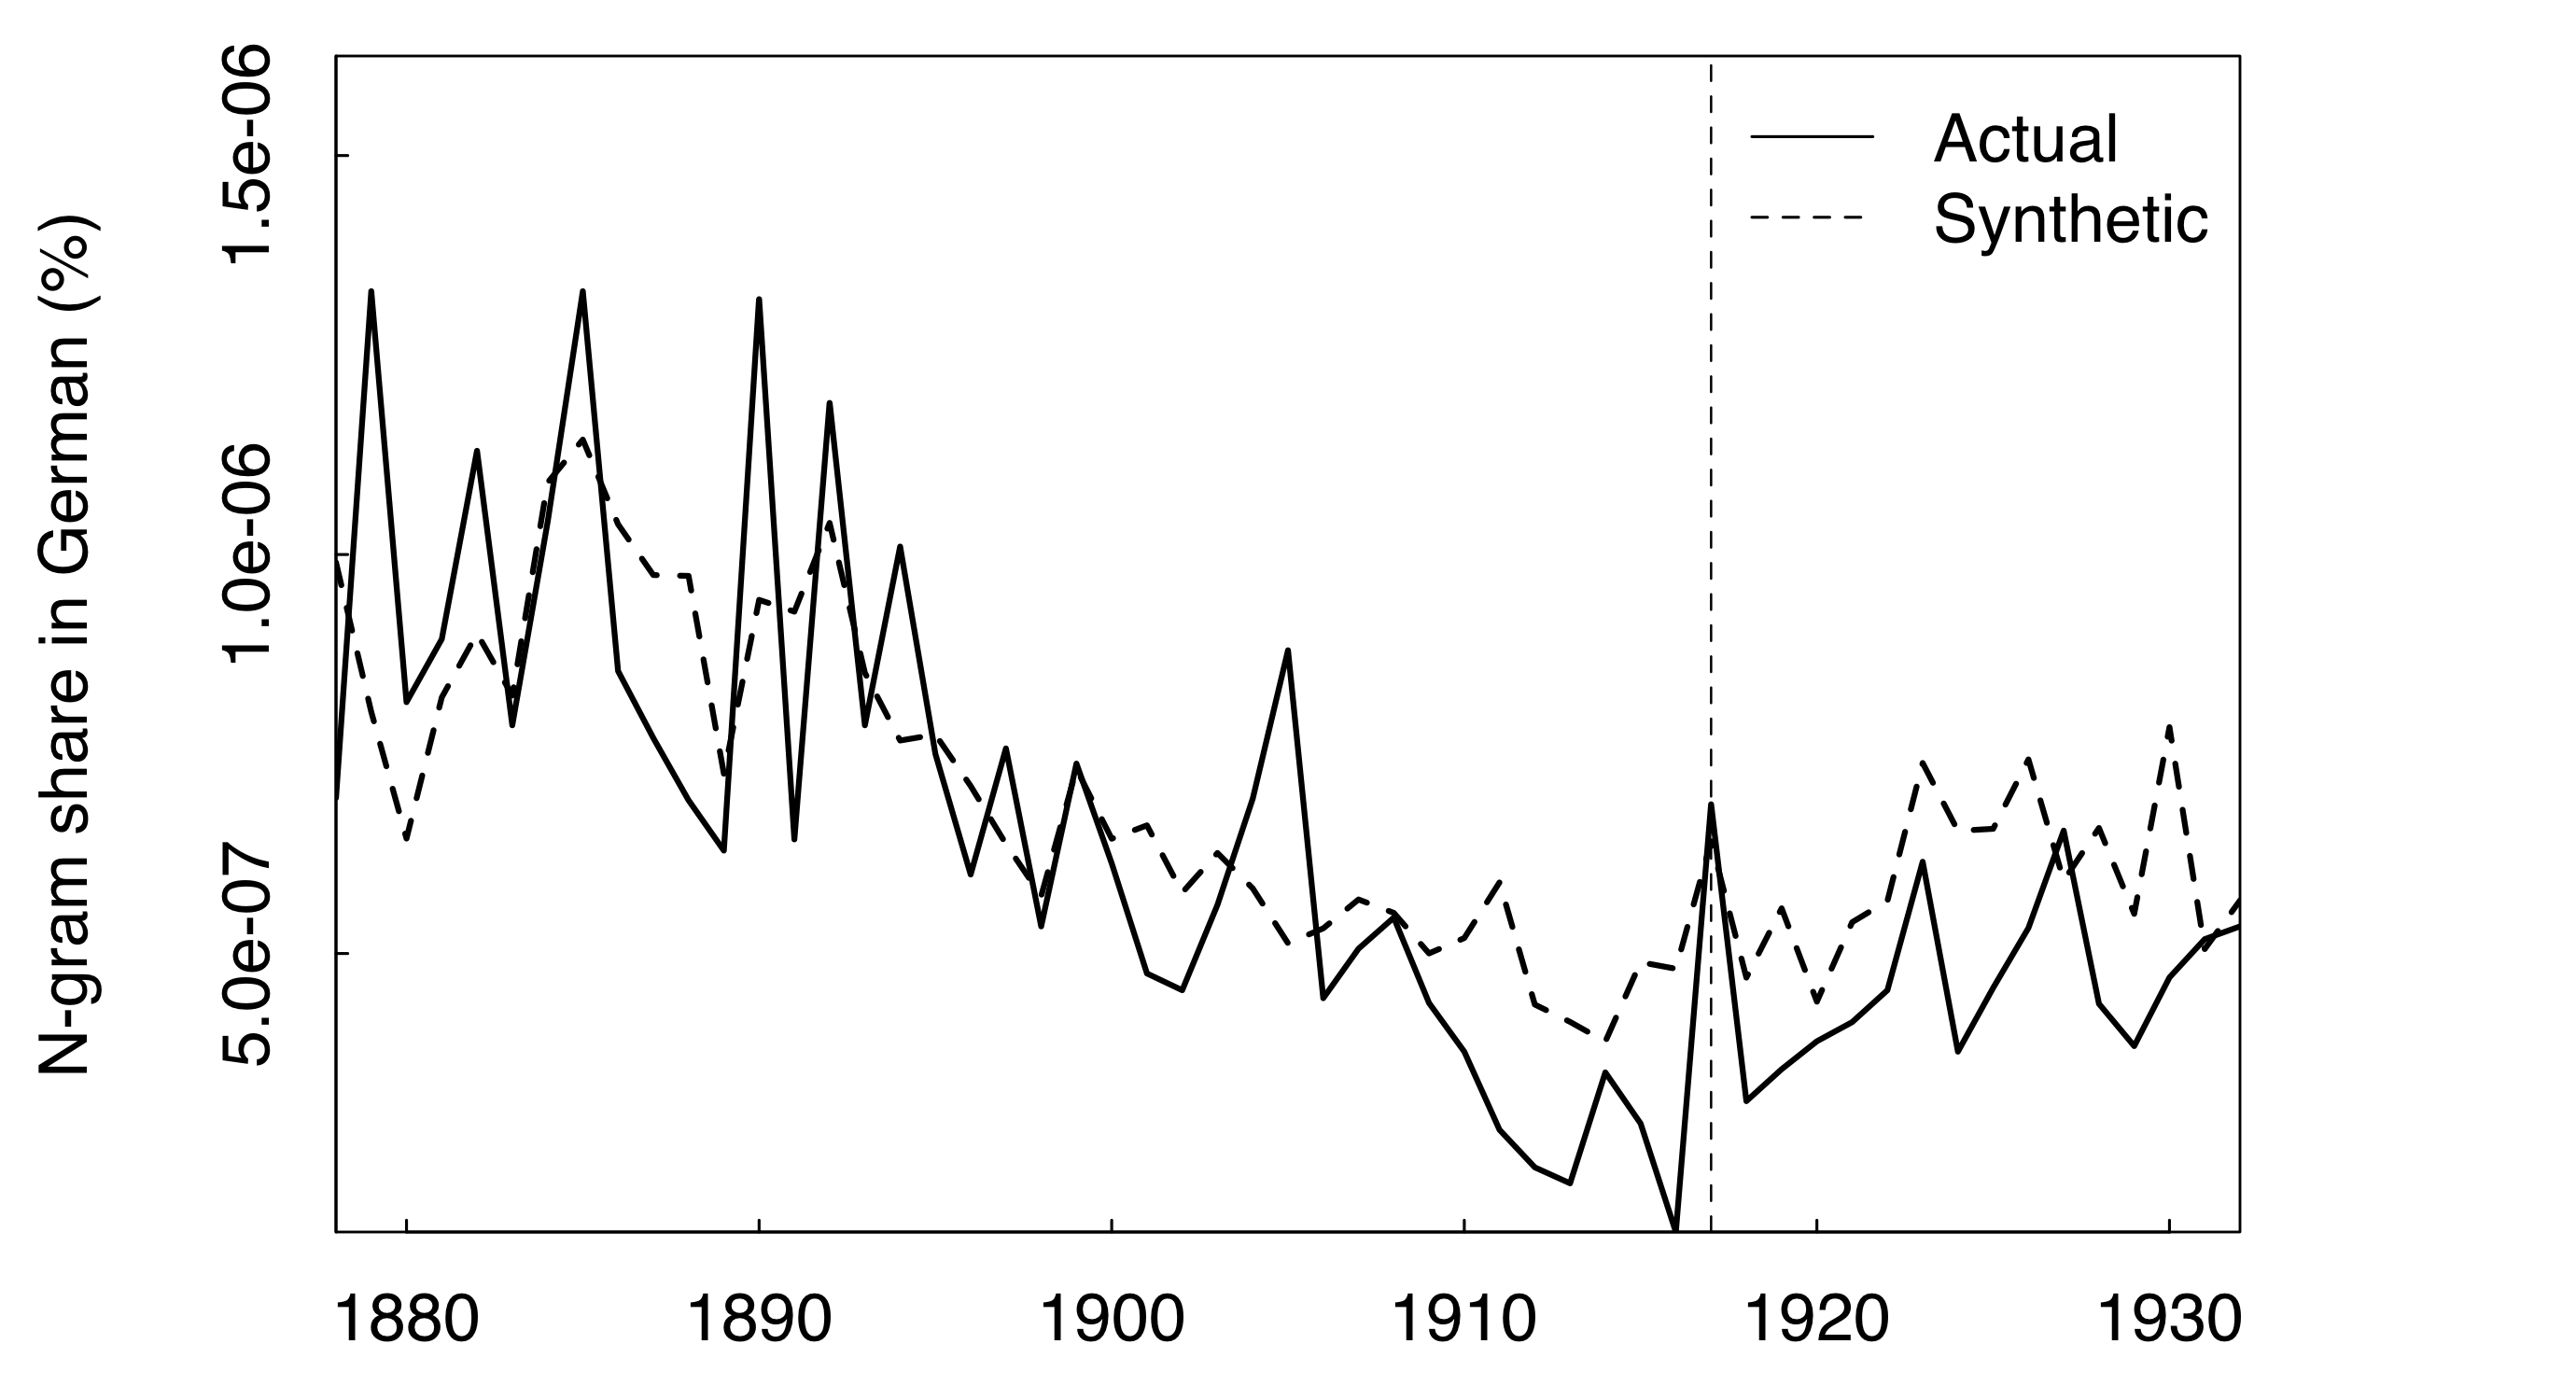 N-gram share in German (%)
1.5e-06
1.0e-06
5.0e-07
Actual
Synthetic
1880 1890 1900 1910 1920 1930